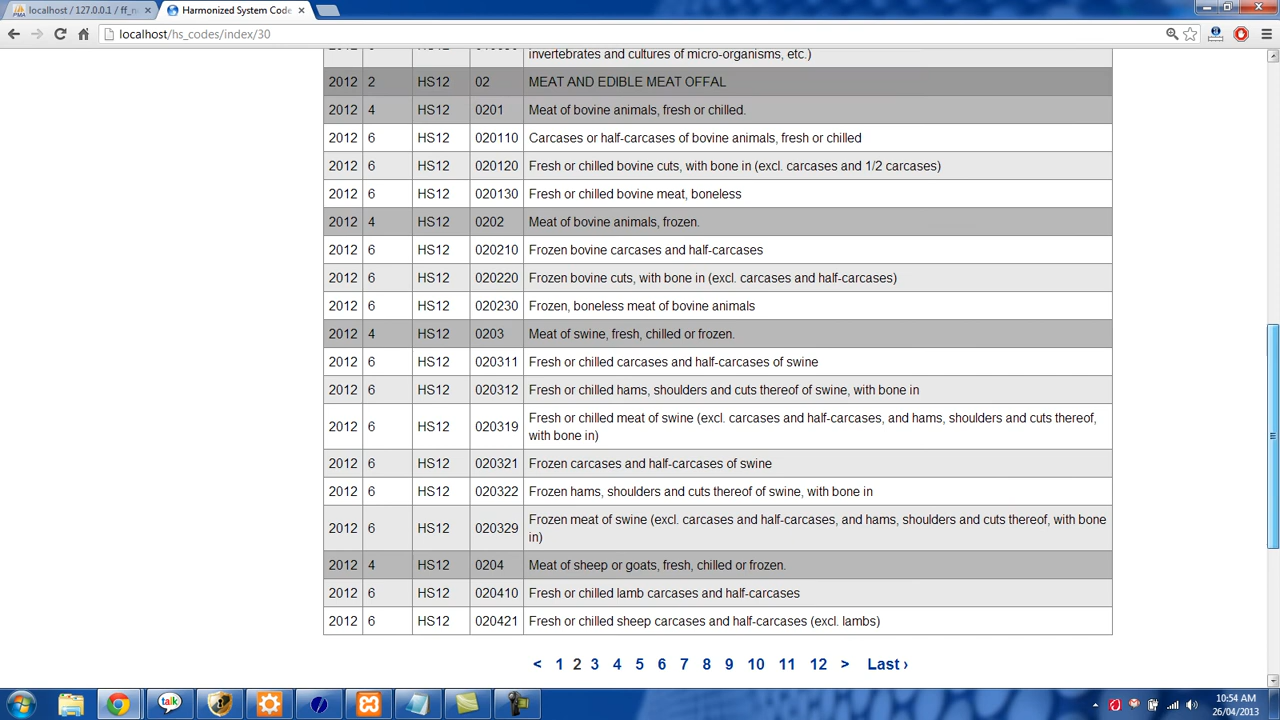 localhost / 127.0.0.1 / ff_n
Harmonized System Code
localhost/hs_codes/index/30
invertebrates and cultures of micro-organisms, etc.)
2012 2 HS12 02 MEAT AND EDIBLE MEAT OFFAL
2012 4 HS12 0201 Meat of bovine animals, fresh or chilled.
2012 6 HS12 020110 Carcases or half-carcases of bovine animals, fresh or chilled
2012 6 HS12 020120 Fresh or chilled bovine cuts, with bone in (excl. carcases and 1/2 carcases)
2012 6 HS12 020130 Fresh or chilled bovine meat, boneless
2012 4 HS12 0202 Meat of bovine animals, frozen.
2012 6 HS12 020210 Frozen bovine carcases and half-carcases
2012 6 HS12 020220 Frozen bovine cuts, with bone in (excl. carcases and half-carcases)
2012 6 HS12 020230 Frozen, boneless meat of bovine animals
2012 4 HS12 0203 Meat of swine, fresh, chilled or frozen.
2012 6 HS12 020311 Fresh or chilled carcases and half-carcases of swine
2012 6 HS12 020312 Fresh or chilled hams, shoulders and cuts thereof of swine, with bone in
2012 6 HS12 020319 Fresh or chilled meat of swine (excl. carcases and half-carcases, and hams, shoulders and cuts thereof,
with bone in)
2012 6 HS12 020321 Frozen carcases and half-carcases of swine
2012 6 HS12 020322 Frozen hams, shoulders and cuts thereof of swine, with bone in
2012 6 HS12 020329 Frozen meat of swine (excl. carcases and half-carcases, and hams, shoulders and cuts thereof, with bone
in)
2012 4 HS12 0204 Meat of sheep or goats, fresh, chilled or frozen.
2012 6 HS12 020410 Fresh or chilled lamb carcases and half-carcases
2012 6 HS12 020421 Fresh or chilled sheep carcases and half-carcases (excl. lambs)
< 1 2 3 4 5 6 7 8 9 10 11 12 > Last ›
talk
10:54 AM
26/04/2013